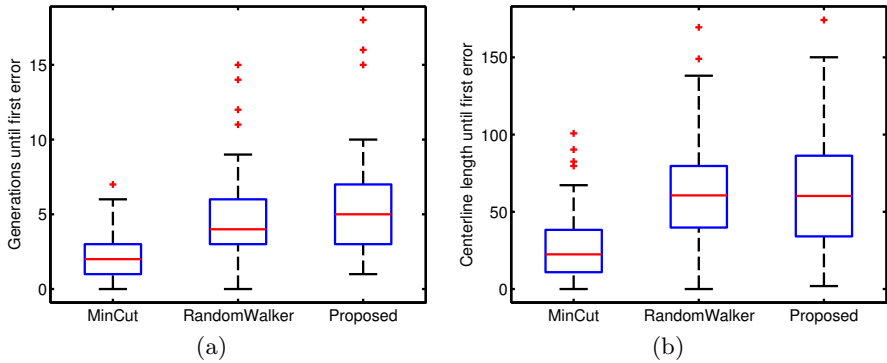 Generations until first error
15
10
5
0
MinCut RandomWalker Proposed
(a)
Centerline length until first error
150
100
50
0
MinCut RandomWalker Proposed
(b)